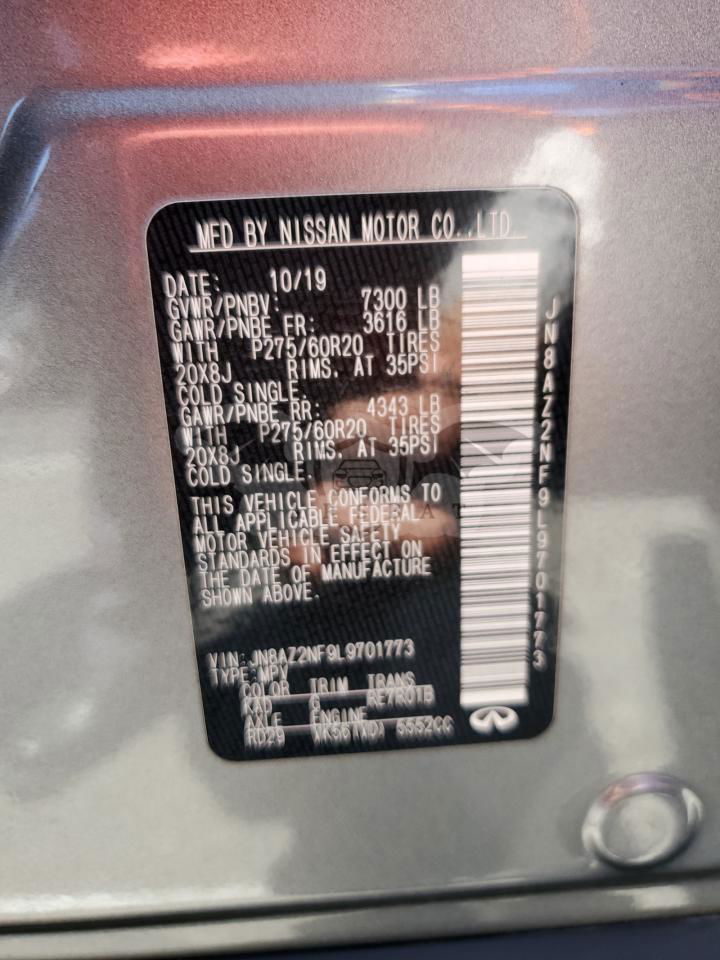 MFD BY NISSAN MOTOR CO.,LTD.
DATE: 10/19
GVWR/PNBV: 7300 LB
GAWR/PNBE FR: 3616 LB
WITH P275/60R20 TIRES
20X8J RIMS, AT 35PSI
COLD SINGLE.
GAWR/PNBE RR: 4343 LB
WITH P275/60R20 TIRES
20X8J RIMS, AT 35PSI
COLD SINGLE.
THIS VEHICLE CONFORMS TO
ALL APPLICABLE FEDERAL
MOTOR VEHICLE SAFETY
STANDARDS IN EFFECT ON
THE DATE OF MANUFACTURE
SHOWN ABOVE.
VIN: JN8AZ2NF9L9701773
TYPE: MPV
COLOR TRIM TRANS
KAD G RE7R01B
AXLE ENGINE
RD29 5552CC
JN8AZ2NF9L9701773